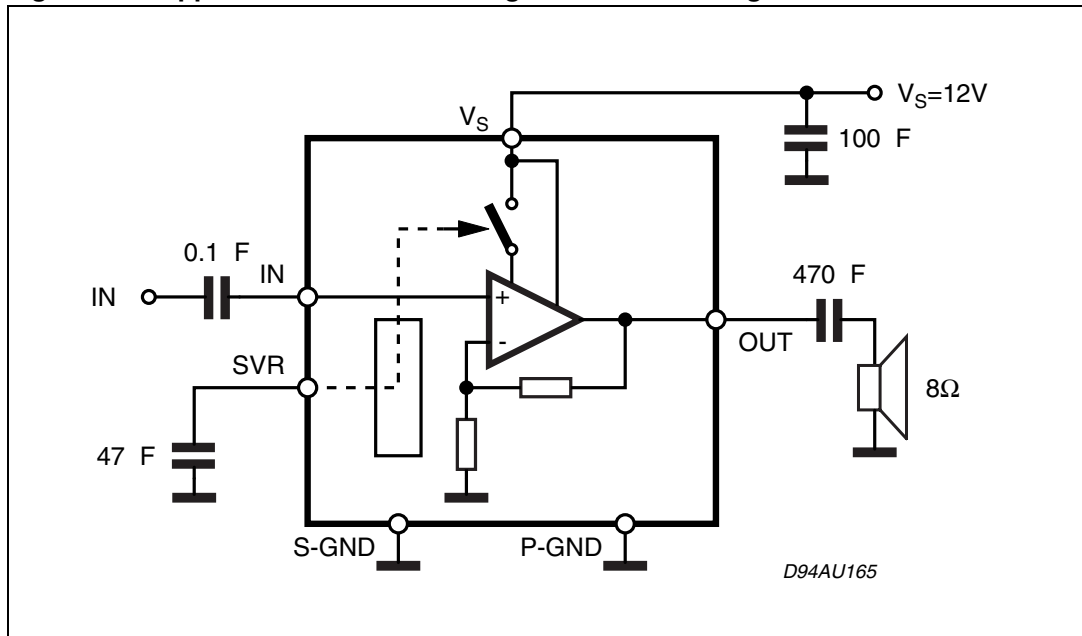 V_S
V_S=12V
100 F
0.1 F
IN
IN
+
-
470 F
OUT
SVR
8Ω
47 F
S-GND
P-GND
D94AU165